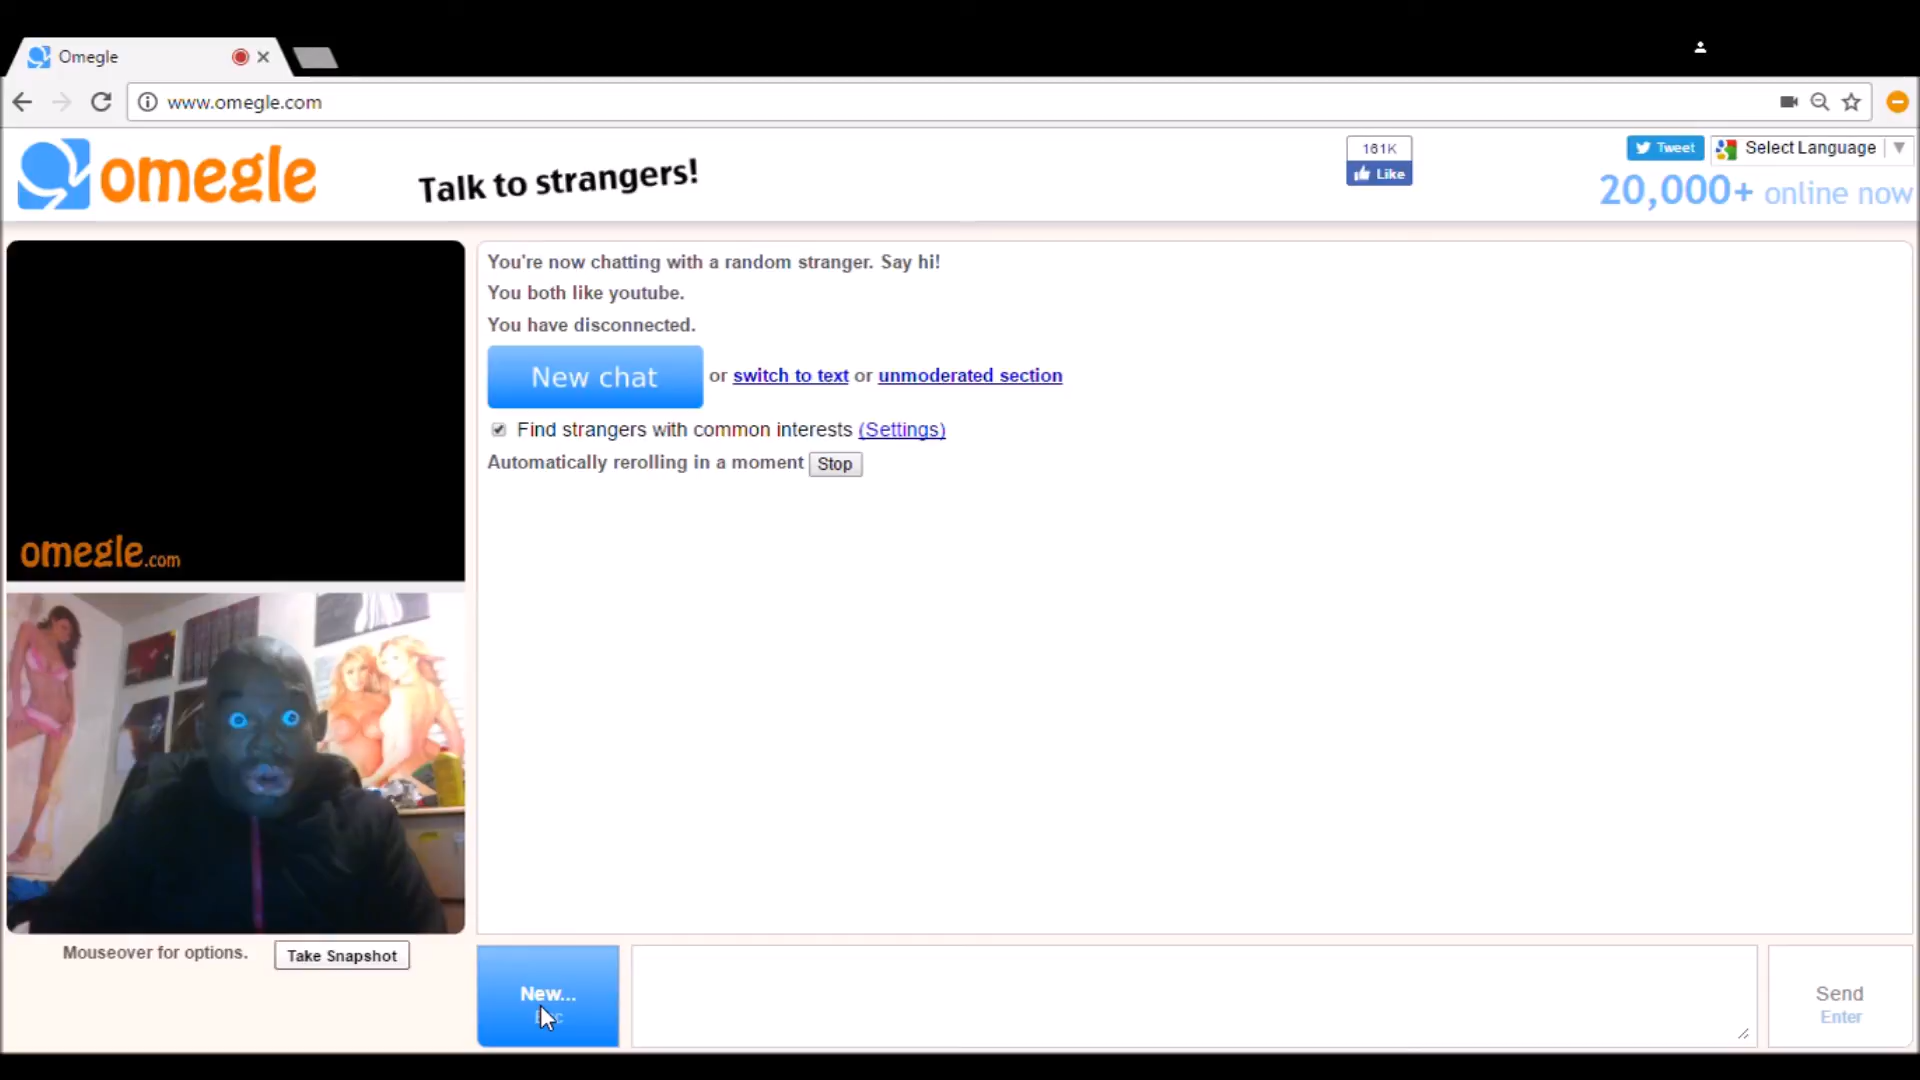 Omegle
www.omegle.com
omegle
Talk to strangers!
161K
Like
Tweet
Select Language
20,000+ online now
You're now chatting with a random stranger. Say hi!
You both like youtube.
You have disconnected.
New chat or switch to text or unmoderated section
Find strangers with common interests (Settings)
Automatically rerolling in a moment Stop
omegle.com
Mouseover for options. Take Snapshot
New...
Send
Enter